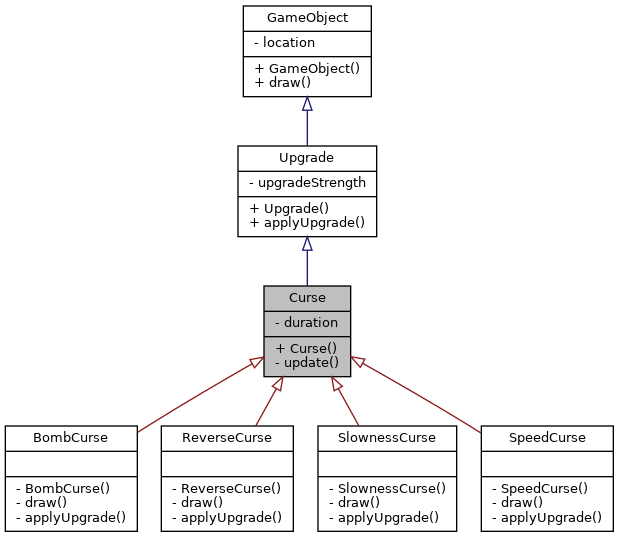 GameObject
- location
+ GameObject()
+ draw()
Upgrade
- upgradeStrength
+ Upgrade()
+ applyUpgrade()
Curse
- duration
+ Curse()
- update()
BombCurse
- BombCurse()
- draw()
- applyUpgrade()
ReverseCurse
- ReverseCurse()
- draw()
- applyUpgrade()
SlownessCurse
- SlownessCurse()
- draw()
- applyUpgrade()
SpeedCurse
- SpeedCurse()
- draw()
- applyUpgrade()